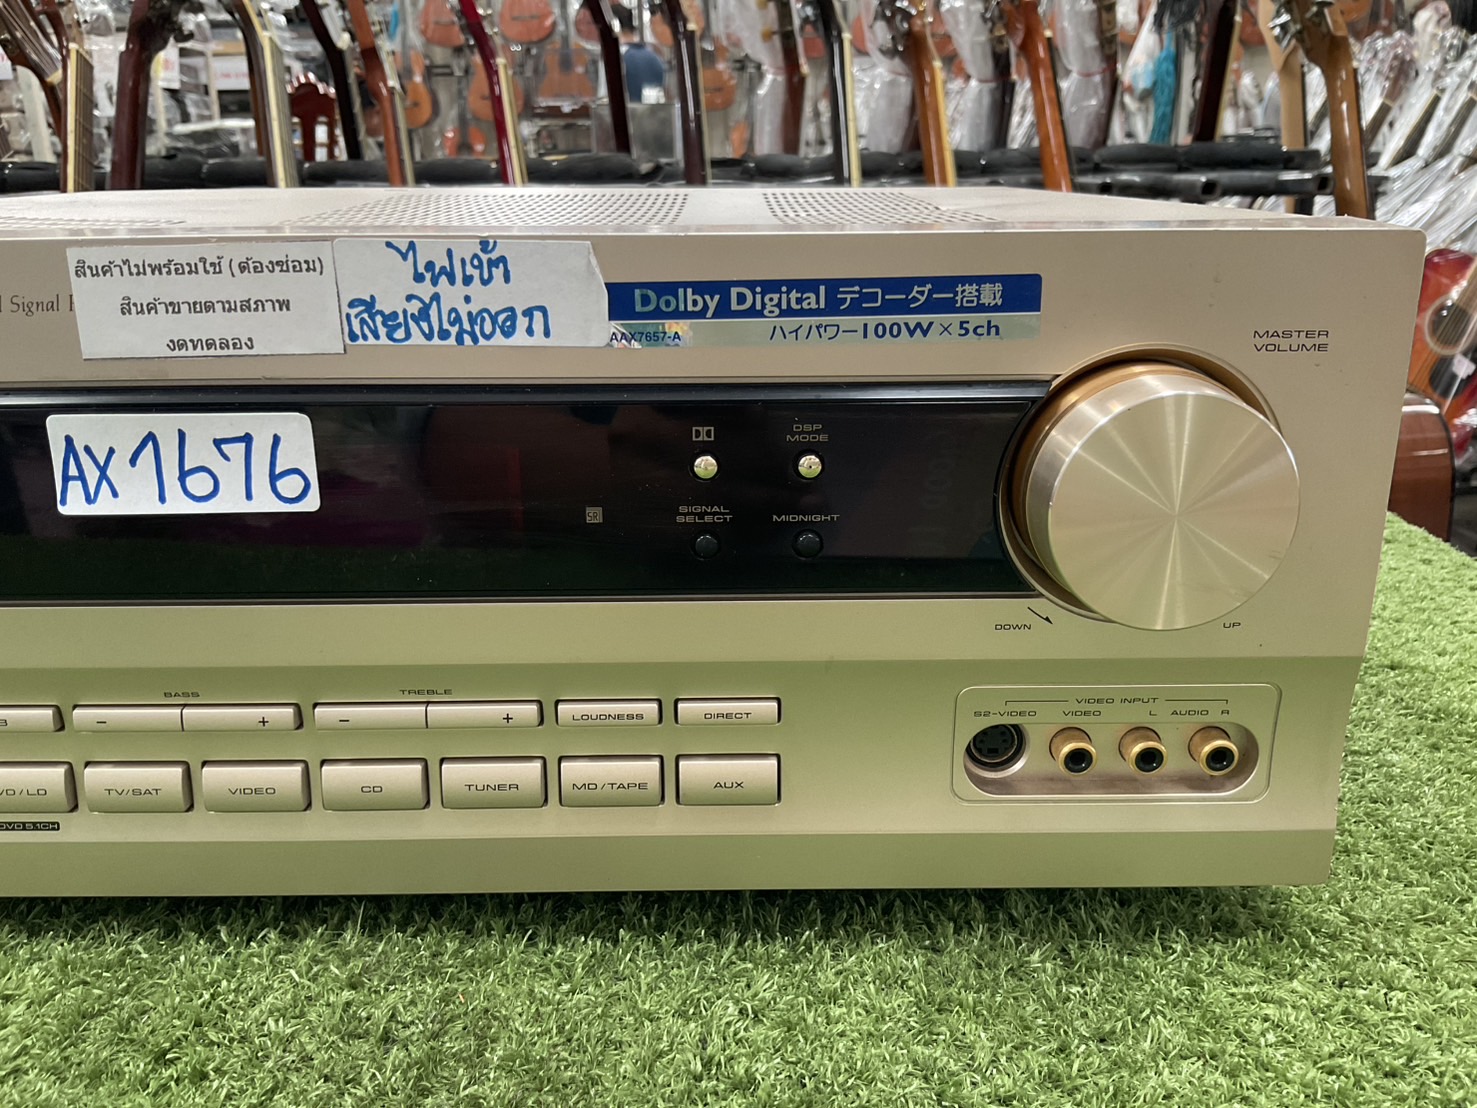 Signal
สินค้าไม่พร้อมใช้ (ต้องซ่อม)
สินค้าขายตามสภาพ
งดทดลอง
ไฟเข้า
เสียงไม่ออก
Dolby Digital デコーダー搭載
AAX7657-A
ハイパワー100W×5ch
MASTER
VOLUME
AX1676
DSP
MODE
SR
SIGNAL
SELECT
MIDNIGHT
DOWN
UP
BASS
TREBLE
− +
− +
LOUDNESS
DIRECT
VIDEO INPUT
S2-VIDEO VIDEO L AUDIO R
VD/LD
TV/SAT
VIDEO
CD
TUNER
MD/TAPE
AUX
DVD 5.1CH